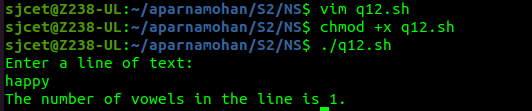 sjcet@Z238-UL:~/aparnamohan/S2/NS$ vim q12.sh
sjcet@Z238-UL:~/aparnamohan/S2/NS$ chmod +x q12.sh
sjcet@Z238-UL:~/aparnamohan/S2/NS$ ./q12.sh
Enter a line of text:
happy
The number of vowels in the line is 1.